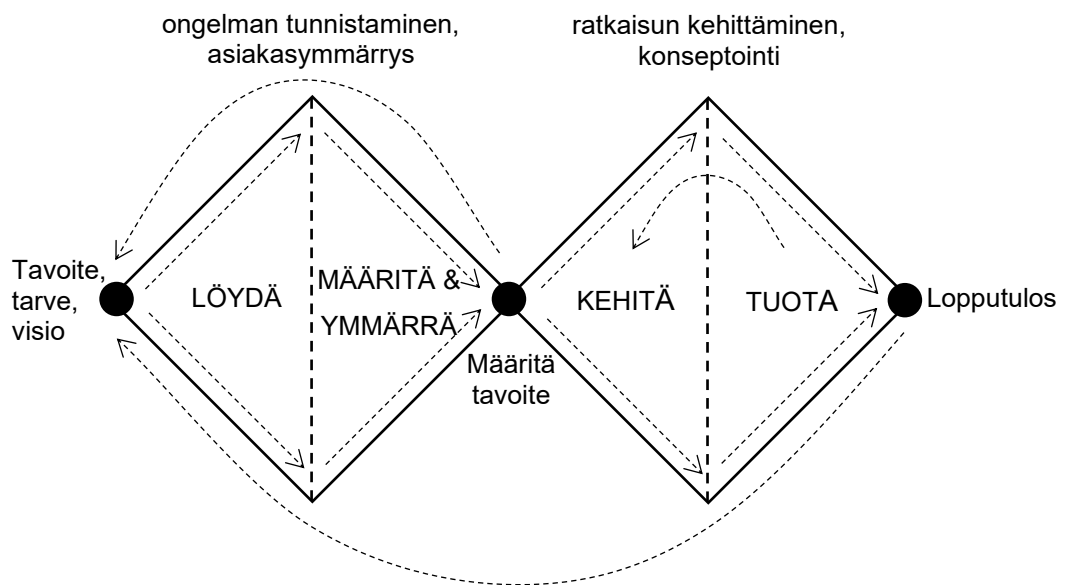 ongelman tunnistaminen,
asiakasymmärrys
ratkaisun kehittäminen,
konseptointi
Tavoite,
tarve,
visio
LÖYDÄ
MÄÄRITÄ &
YMMÄRRÄ
Määritä
tavoite
KEHITÄ
TUOTA
Lopputulos